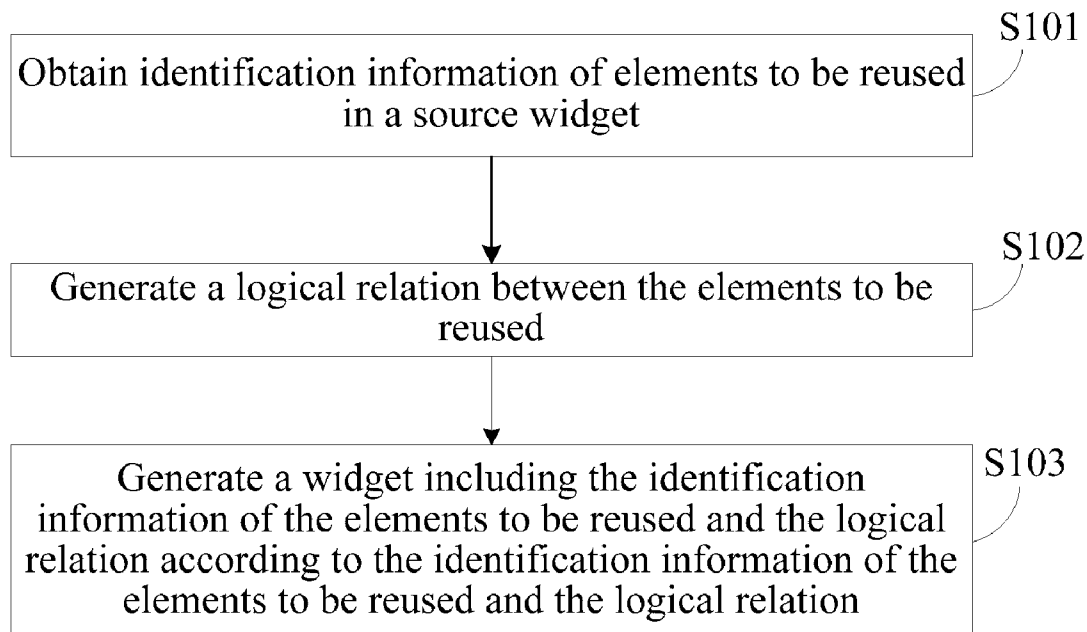 S101
Obtain identification information of elements to be reused
in a source widget
S102
Generate a logical relation between the elements to be
reused
S103
Generate a widget including the identification
information of the elements to be reused and the logical
relation according to the identification information of the
elements to be reused and the logical relation